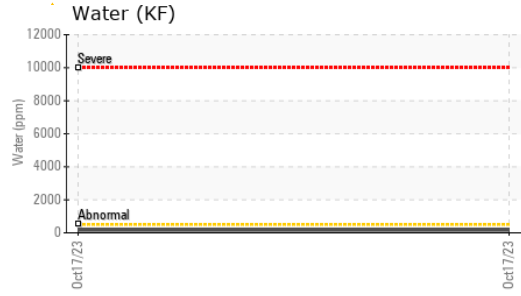 Water (KF)
12000
Severe
10000
8000
6000
4000
2000
Abnormal
0
Water (ppm)
Oct17/23
Oct17/23